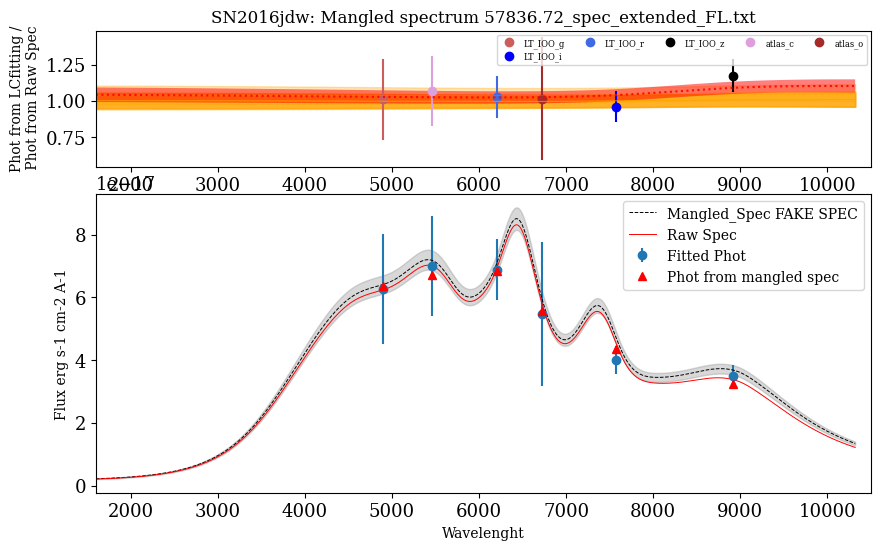 SN2016jdw: Mangled spectrum 57836.72_spec_extended_FL.txt
Phot from LCfitting /
Phot from Raw Spec
1.25
1.00
0.75
LT_IOO_g
LT_IOO_i
LT_IOO_r
LT_IOO_z
atlas_c
atlas_o
2000 3000 4000 5000 6000 7000 8000 9000 10000
Flux erg s-1 cm-2 A-1
8
6
4
2
0
Mangled_Spec FAKE SPEC
Raw Spec
Fitted Phot
Phot from mangled spec
2000 3000 4000 5000 6000 7000 8000 9000 10000
Wavelenght